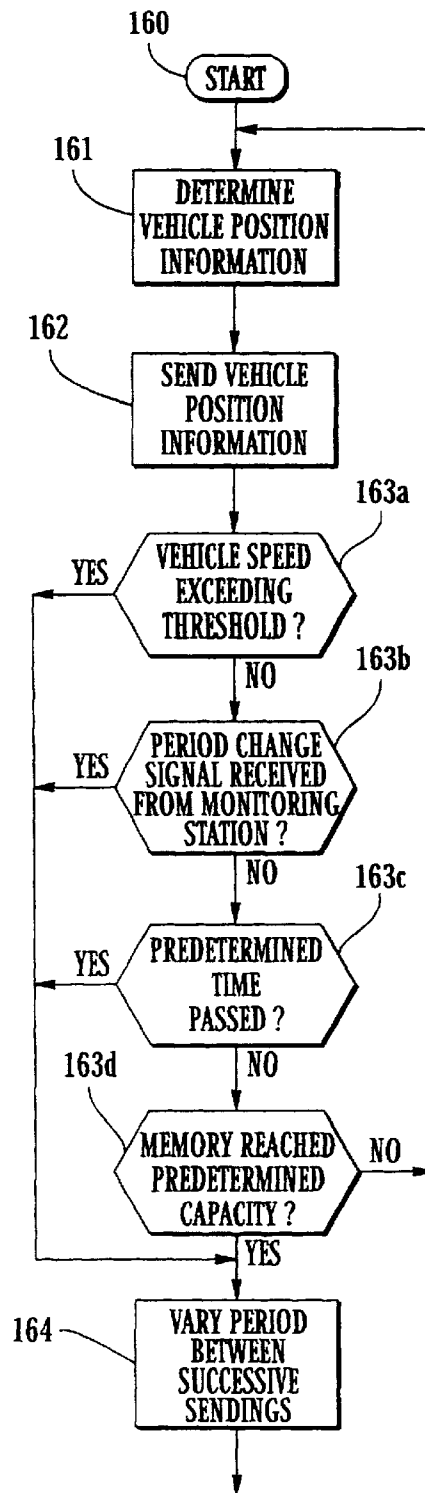 160
START
161
DETERMINE
VEHICLE POSITION
INFORMATION
162
SEND VEHICLE
POSITION
INFORMATION
163a
YES
VEHICLE SPEED
EXCEEDING
THRESHOLD ?
NO
163b
YES
PERIOD CHANGE
SIGNAL RECEIVED
FROM MONITORING
STATION ?
NO
163c
YES
PREDETERMINED
TIME
PASSED ?
NO
163d
MEMORY REACHED
PREDETERMINED
CAPACITY ?
NO
YES
164
VARY PERIOD
BETWEEN
SUCCESSIVE
SENDINGS